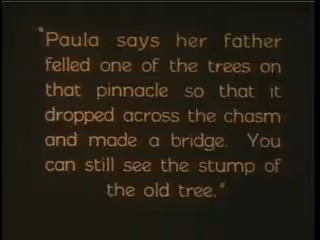 "Paula says her father
felled one of the trees on
that pinnacle so that it
dropped across the chasm
and made a bridge. You
can still see the stump of
the old tree."